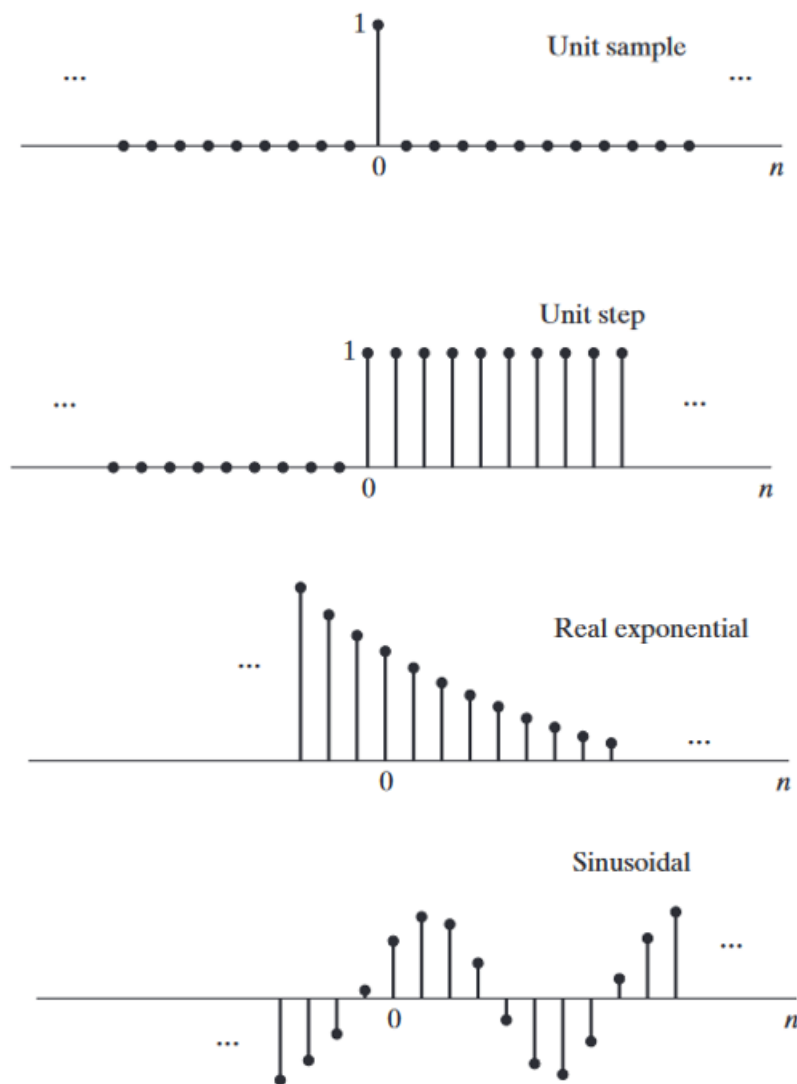 1
Unit sample
... ...
0
n
Unit step
1
... ...
0
n
Real exponential
...
...
0
n
Sinusoidal
...
0
n
...